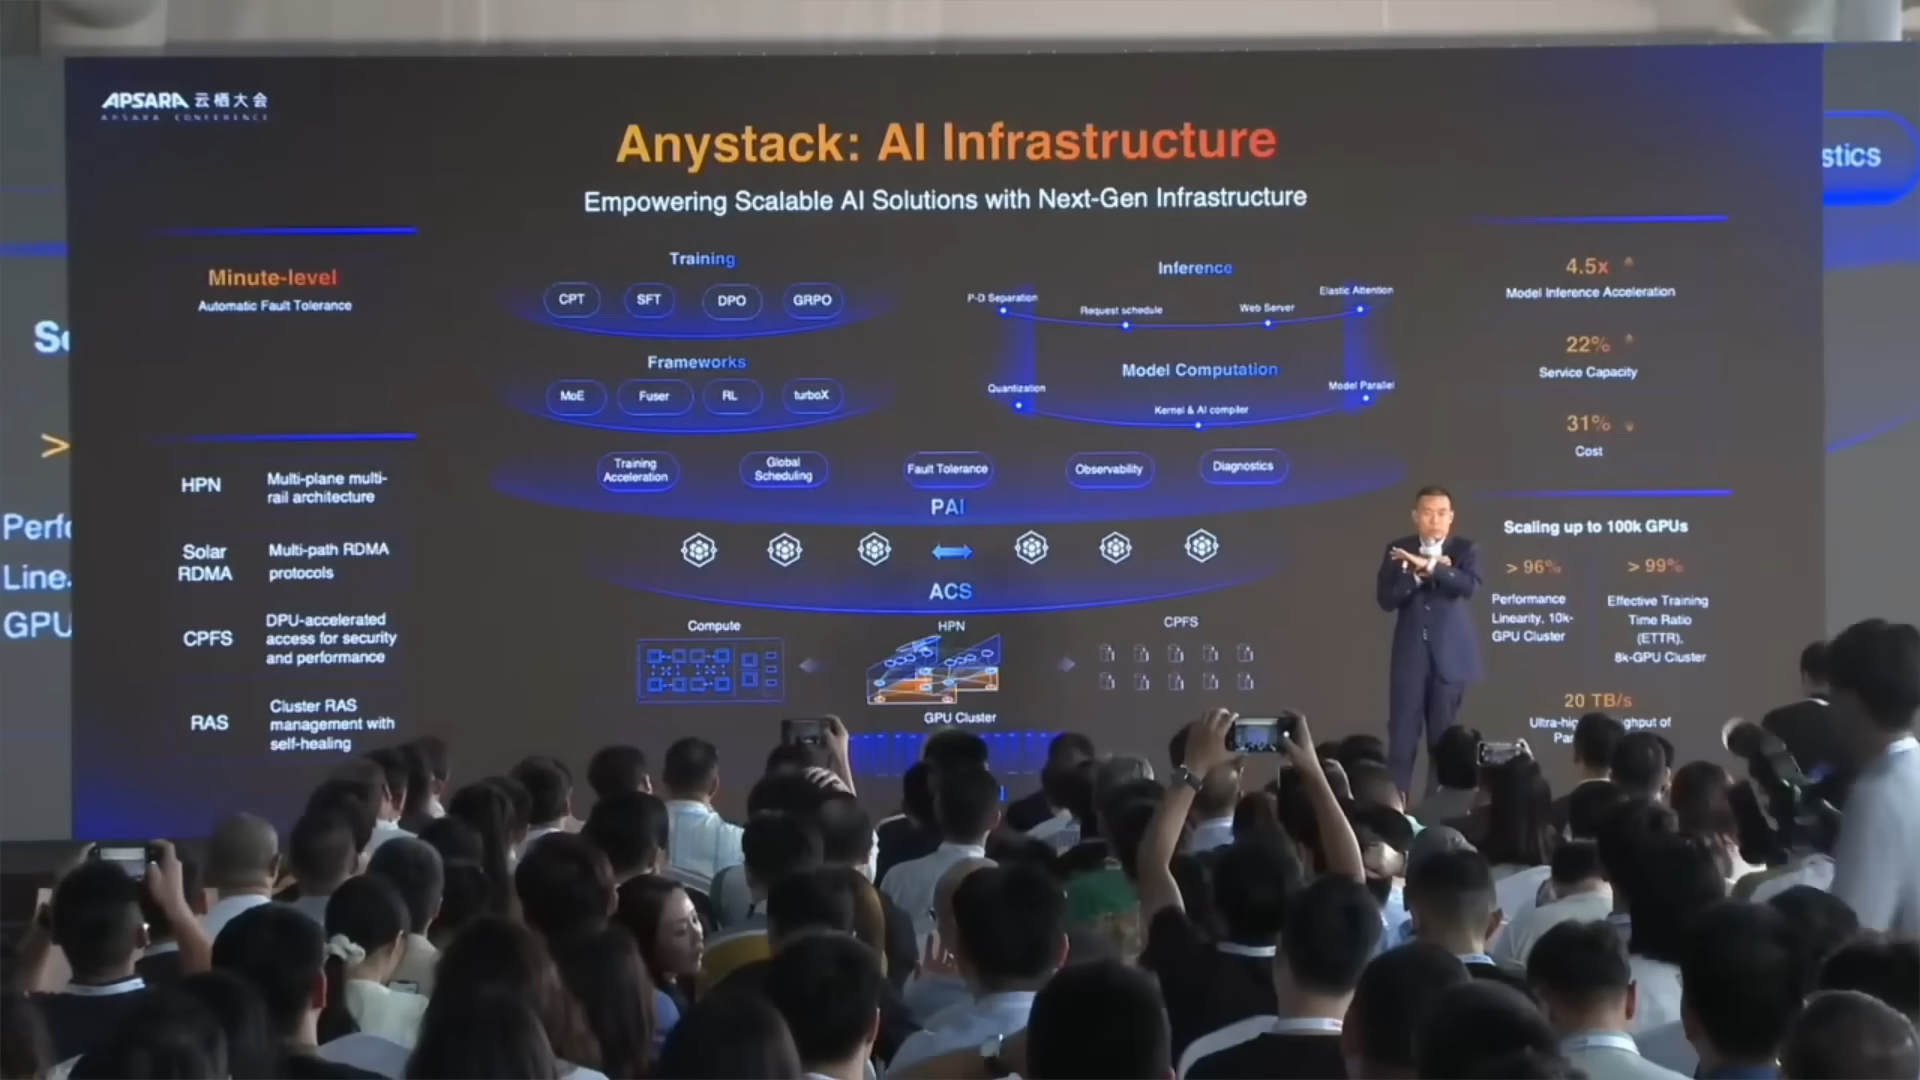 APSARA 云栖大会
APSARA CONFERENCE
Anystack: AI Infrastructure
Empowering Scalable AI Solutions with Next-Gen Infrastructure
Minute-level
Automatic Fault Tolerance
HPN
Multi-plane multi-
rail architecture
Solar
RDMA
Multi-path RDMA
protocols
CPFS
DPU-accelerated
access for security
and performance
RAS
Cluster RAS
management with
self-healing
Training
CPT
SFT
DPO
GRPO
Frameworks
MoE
Fuser
RL
turboX
Inference
P-D Separation
Request schedule
Web Server
Elastic Attention
Model Computation
Quantization
Kernel & AI compiler
Model Parallel
Training
Acceleration
Global
Scheduling
Fault Tolerance
Observability
Diagnostics
PAI
ACS
Compute
HPN
CPFS
GPU Cluster
4.5x
Model Inference Acceleration
22%
Service Capacity
31%
Cost
Scaling up to 100k GPUs
> 96%
Performance
Linearity, 10k-
GPU Cluster
> 99%
Effective Training
Time Ratio
(ETTR),
8k-GPU Cluster
20 TB/s
of
stics
>
GPU